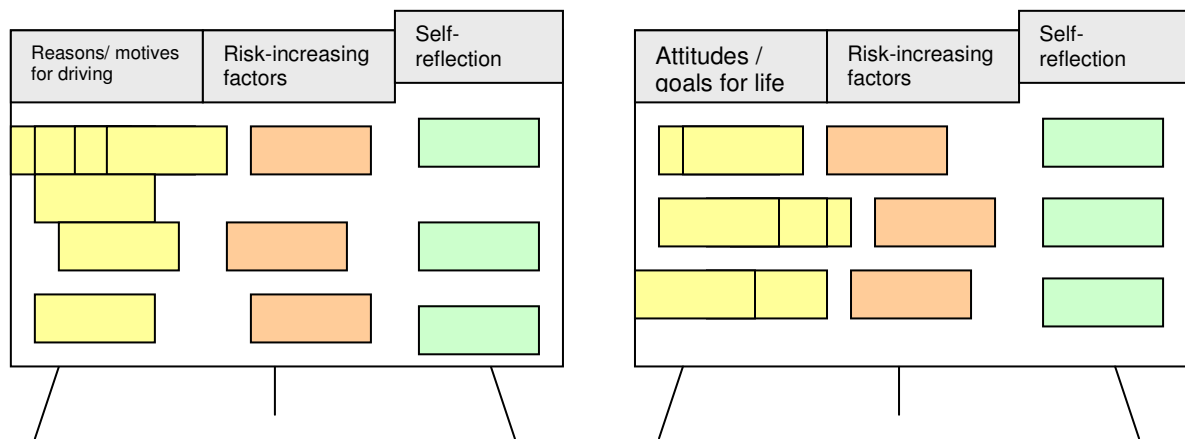 Reasons/ motives
for driving
Risk-increasing
factors
Self-
reflection
Attitudes /
goals for life
Risk-increasing
factors
Self-
reflection